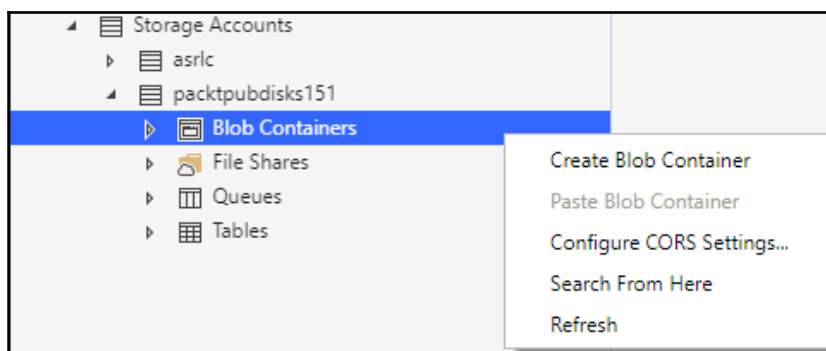 Storage Accounts
asrlc
packtpubdisks151
Blob Containers
File Shares
Queues
Tables
Create Blob Container
Paste Blob Container
Configure CORS Settings...
Search From Here
Refresh